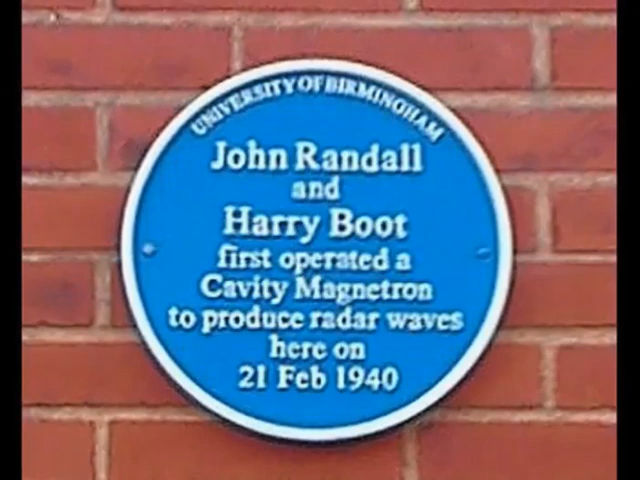 UNIVERSITY OF BIRMINGHAM
John Randall
and
Harry Boot
first operated a
Cavity Magnetron
to produce radar waves
here on
21 Feb 1940